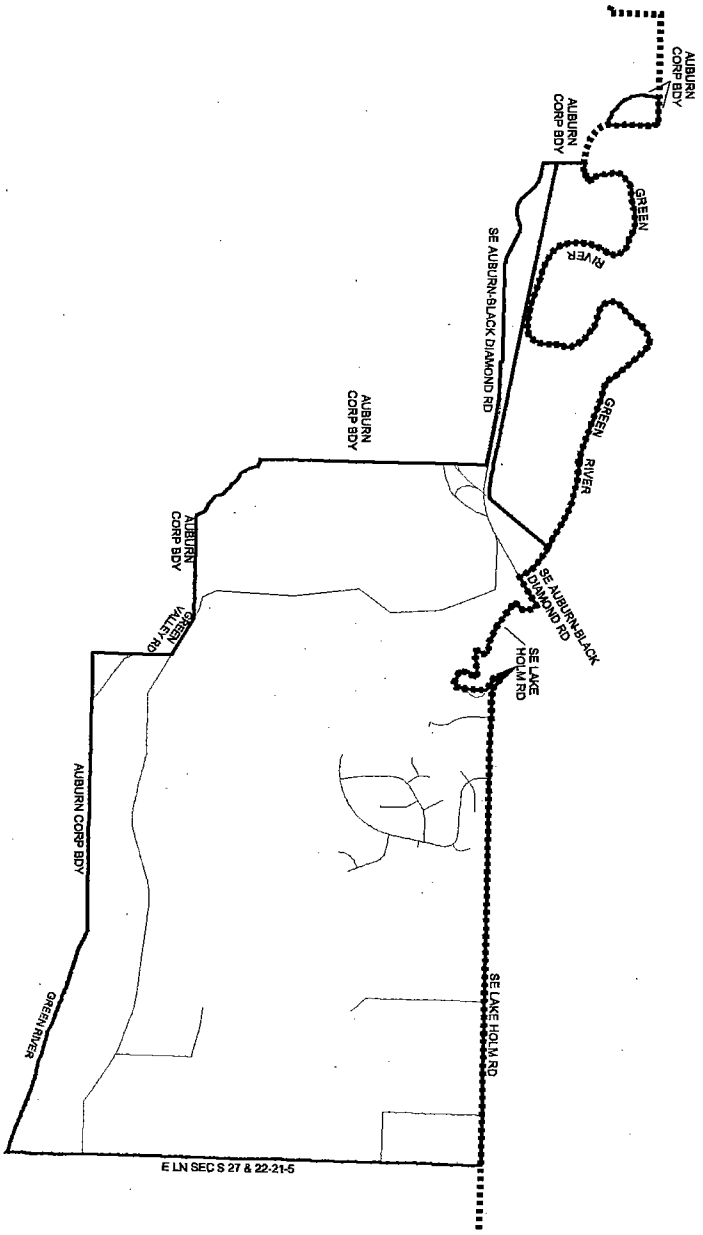 AUBURN
CORP BDY
AUBURN
CORP BDY
GREEN
RIVER
SE AUBURN-BLACK DIAMOND RD
GREEN
RIVER
AUBURN
CORP BDY
SE AUBURN-BLACK
DIAMOND RD
SE LAKE
HOLM RD
AUBURN
CORP BDY
GREEN
VALLEY RD
AUBURN CORP BDY
SE LAKE HOLM RD
GREEN RIVER
E LN SEC S 27 & 22-21-5